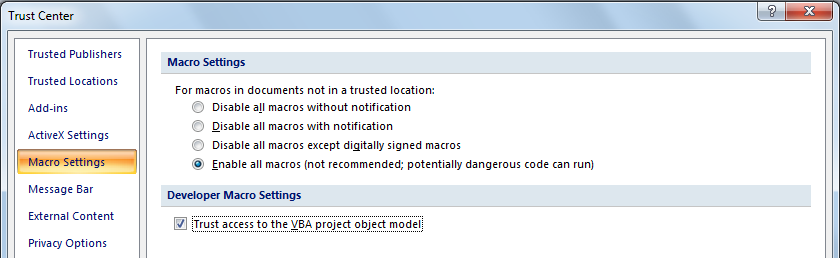 Trust Center
Trusted Publishers
Trusted Locations
Add-ins
ActiveX Settings
Macro Settings
Message Bar
External Content
Privacy Options
Macro Settings
For macros in documents not in a trusted location:
Disable all macros without notification
Disable all macros with notification
Disable all macros except digitally signed macros
Enable all macros (not recommended; potentially dangerous code can run)
Developer Macro Settings
Trust access to the VBA project object model